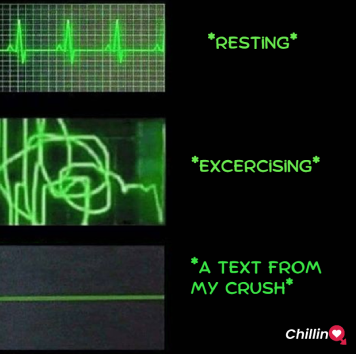 *RESTING*
*EXCERCISING*
*A TEXT FROM
MY CRUSH*
Chillin